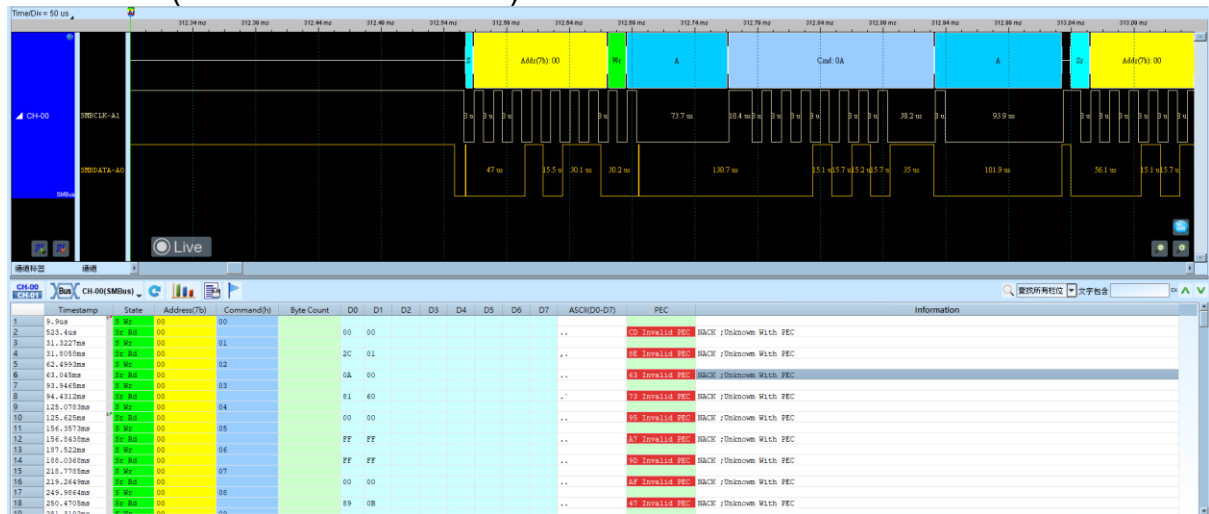 Time/Div = 50 us
312.34 ms 312.39 ms 312.44 ms 312.49 ms 312.54 ms 312.59 ms 312.64 ms 312.69 ms 312.74 ms 312.79 ms 312.84 ms 312.89 ms 312.94 ms 312.99 ms 313.04 ms 313.09 ms
S Addr(7b): 00 Wr A Cmd: 0A A Sr Addr(7b): 00
CH-00 SMBCLK-A1 73.7 us 18.4 us 38.2 us 93.9 us
SMBDATA-A0 47 us 15.5 u 30.1 us 30.2 us 138.7 us 15.1 u 15.7 u 15.2 u 15.7 u 35 us 101.9 us 56.1 us 15.1 u 15.7 u
SMBus
Live
通道标签 通道
CH-00 CH-01 Bus CH-00(SMBus) 查找所有栏位 文字包含
Timestamp State Address(7b) Command(h) Byte Count D0 D1 D2 D3 D4 D5 D6 D7 ASCII(D0-D7) PEC Information
1 9.9us S Wr 00 00
2 523.4us Sr Rd 00 00 00 .. CD Invalid PEC NACK ;Unknown With PEC
3 31.3227ms S Wr 00 01
4 31.8058ms Sr Rd 00 2C 01 ,. 8E Invalid PEC NACK ;Unknown With PEC
5 62.4993ms S Wr 00 02
6 63.045ms Sr Rd 00 0A 00 .. 63 Invalid PEC NACK ;Unknown With PEC
7 93.9465ms S Wr 00 03
8 94.4312ms Sr Rd 00 81 60 .` 73 Invalid PEC NACK ;Unknown With PEC
9 125.0783ms S Wr 00 04
10 125.625ms Sr Rd 00 00 00 .. 95 Invalid PEC NACK ;Unknown With PEC
11 156.3573ms S Wr 00 05
12 156.8438ms Sr Rd 00 FF FF .. A7 Invalid PEC NACK ;Unknown With PEC
13 187.522ms S Wr 00 06
14 188.0368ms Sr Rd 00 FF FF .. 9D Invalid PEC NACK ;Unknown With PEC
15 218.7785ms S Wr 00 07
16 219.2649ms Sr Rd 00 00 00 .. AF Invalid PEC NACK ;Unknown With PEC
17 249.9864ms S Wr 00 08
18 250.4705ms Sr Rd 00 89 0B .. 47 Invalid PEC NACK ;Unknown With PEC